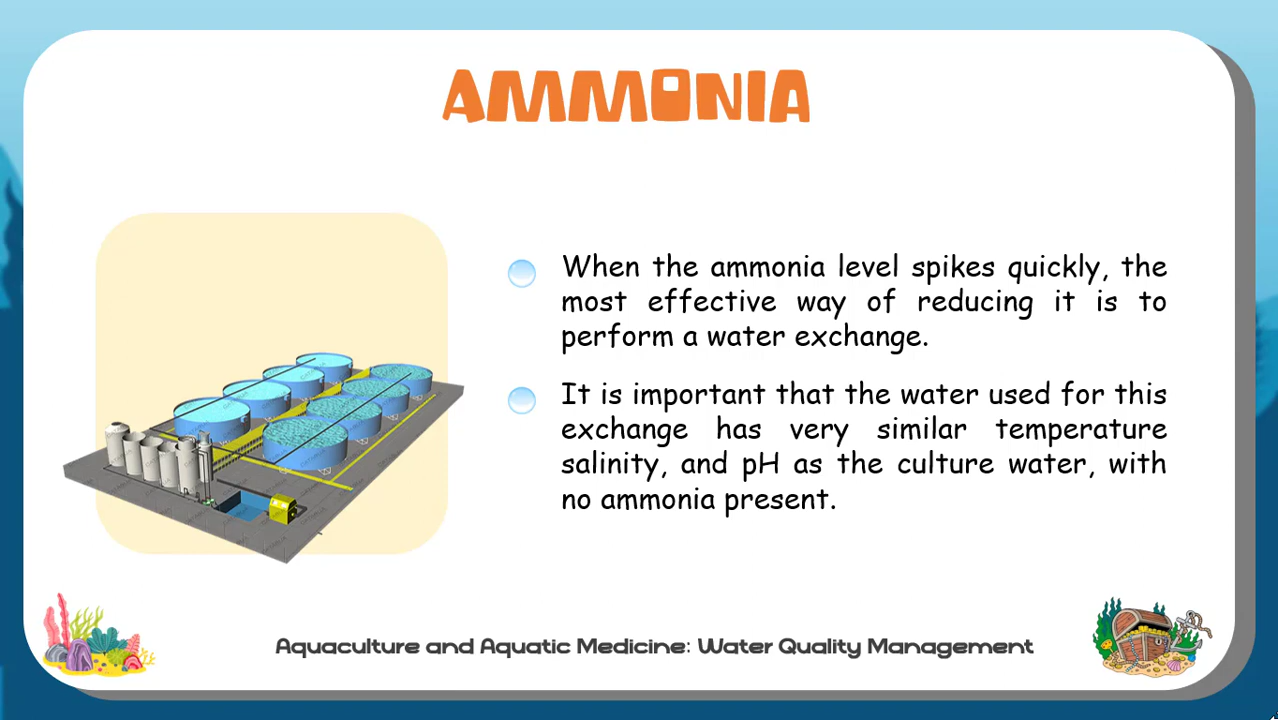 AMMONIA
When the ammonia level spikes quickly, the
most effective way of reducing it is to
perform a water exchange.
It is important that the water used for this
exchange has very similar temperature
salinity, and pH as the culture water, with
no ammonia present.
Aquaculture and Aquatic Medicine: Water Quality Management